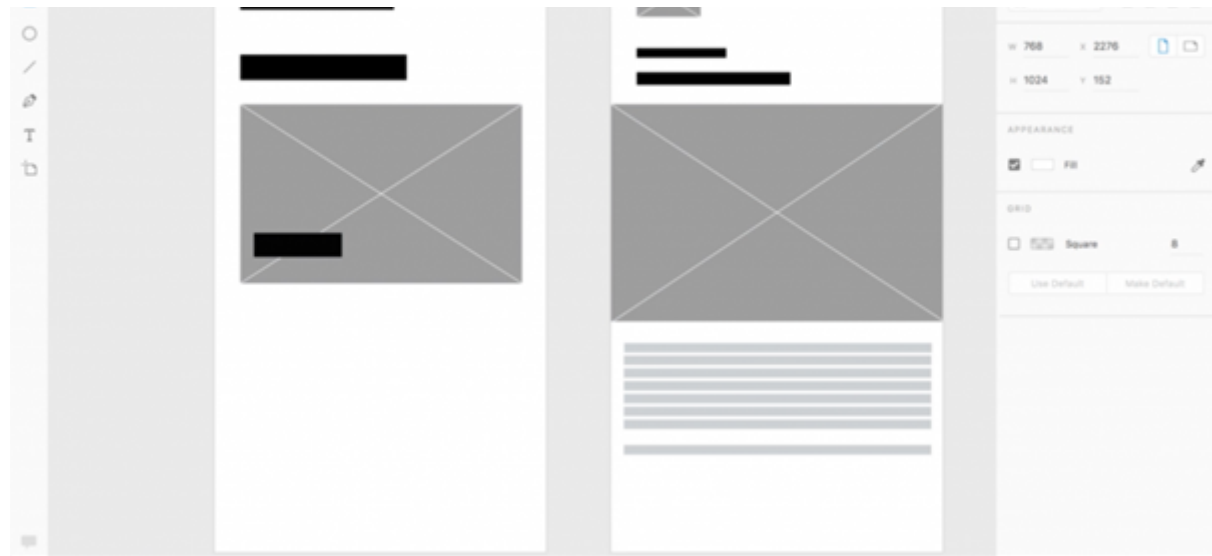 W 768 X 2276
H 1024 Y 152
APPEARANCE
Fill
GRID
Square 8
Use Default Make Default